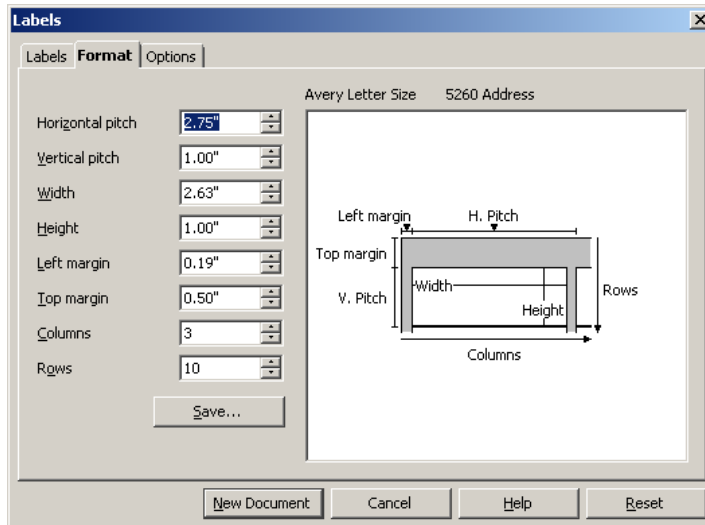 Labels
Labels Format Options
Avery Letter Size 5260 Address
Horizontal pitch 2.75"
Vertical pitch 1.00"
Width 2.63"
Height 1.00"
Left margin 0.19"
Top margin 0.50"
Columns 3
Rows 10
Save...
Left margin H. Pitch
Top margin
Width
V. Pitch
Height
Rows
Columns
New Document Cancel Help Reset